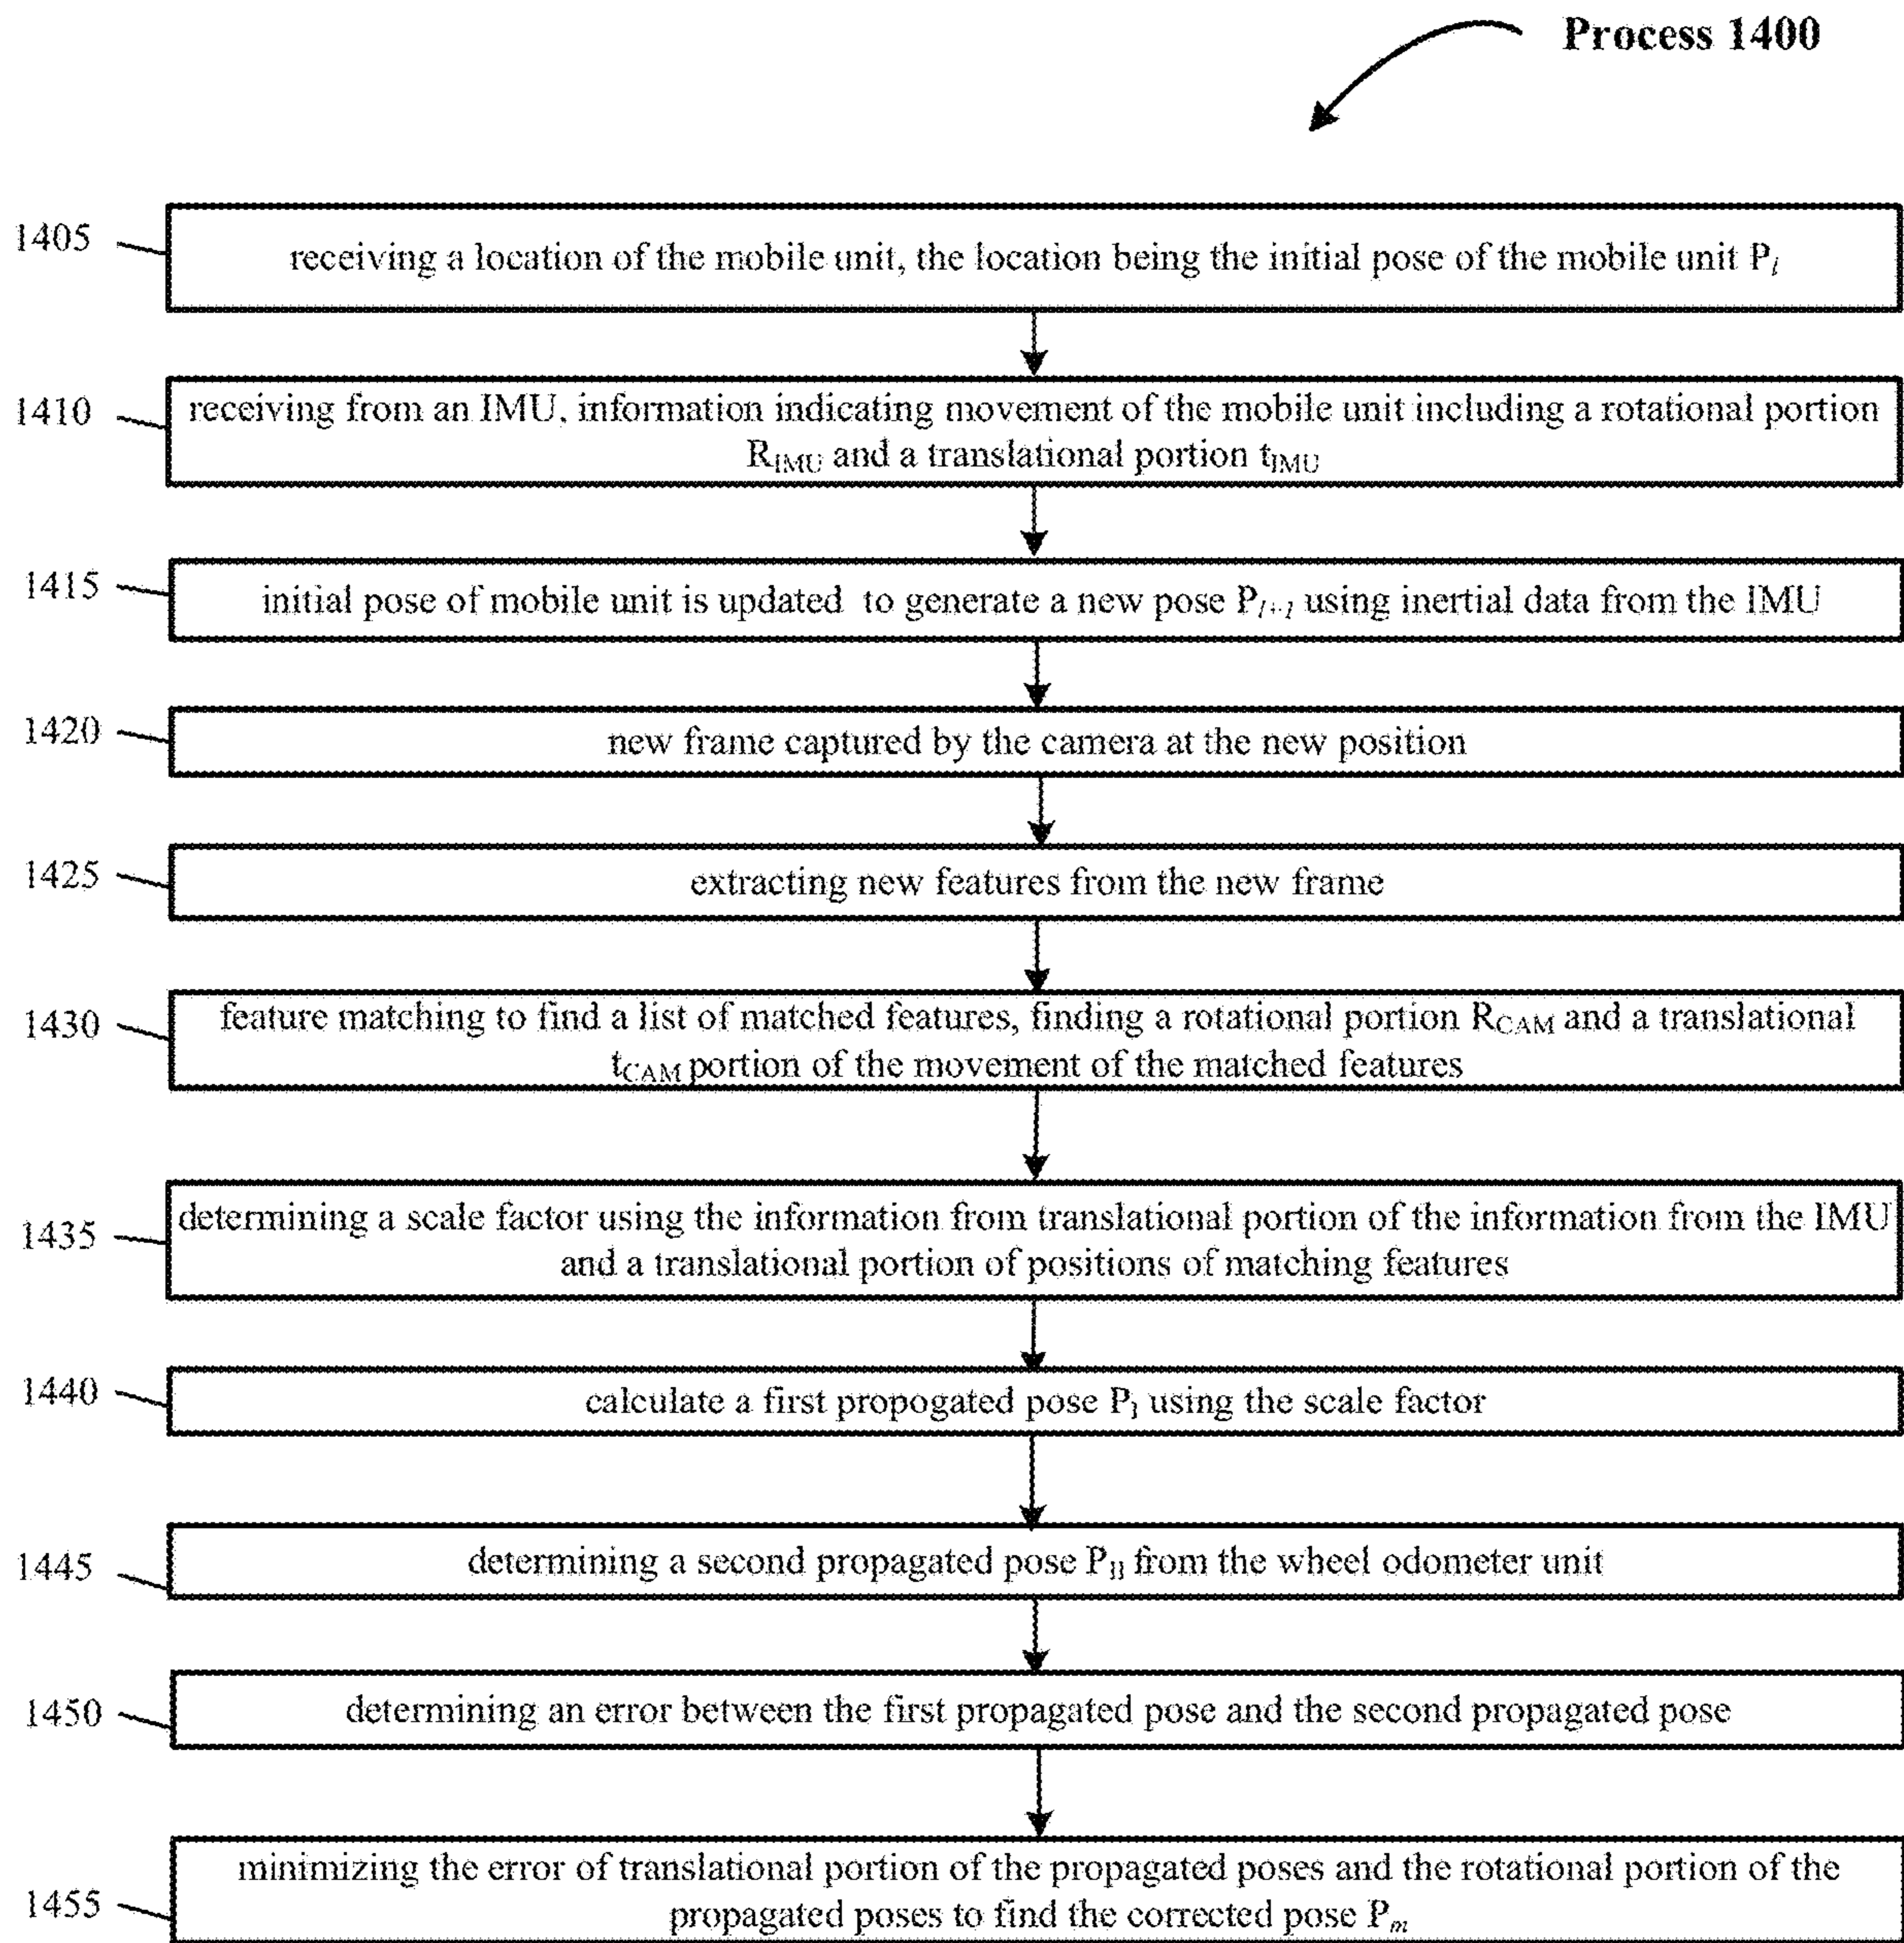 Process 1400
1405
receiving a location of the mobile unit, the location being the initial pose of the mobile unit P_i
1410
receiving from an IMU, information indicating movement of the mobile unit including a rotational portion
R_IMU and a translational portion t_IMU
1415
initial pose of mobile unit is updated to generate a new pose P_i+1 using inertial data from the IMU
1420
new frame captured by the camera at the new position
1425
extracting new features from the new frame
1430
feature matching to find a list of matched features, finding a rotational portion R_CAM and a translational
t_CAM portion of the movement of the matched features
1435
determining a scale factor using the information from translational portion of the information from the IMU
and a translational portion of positions of matching features
1440
calculate a first propogated pose P_I using the scale factor
1445
determining a second propagated pose P_II from the wheel odometer unit
1450
determining an error between the first propagated pose and the second propagated pose
1455
minimizing the error of translational portion of the propagated poses and the rotational portion of the
propagated poses to find the corrected pose P_m